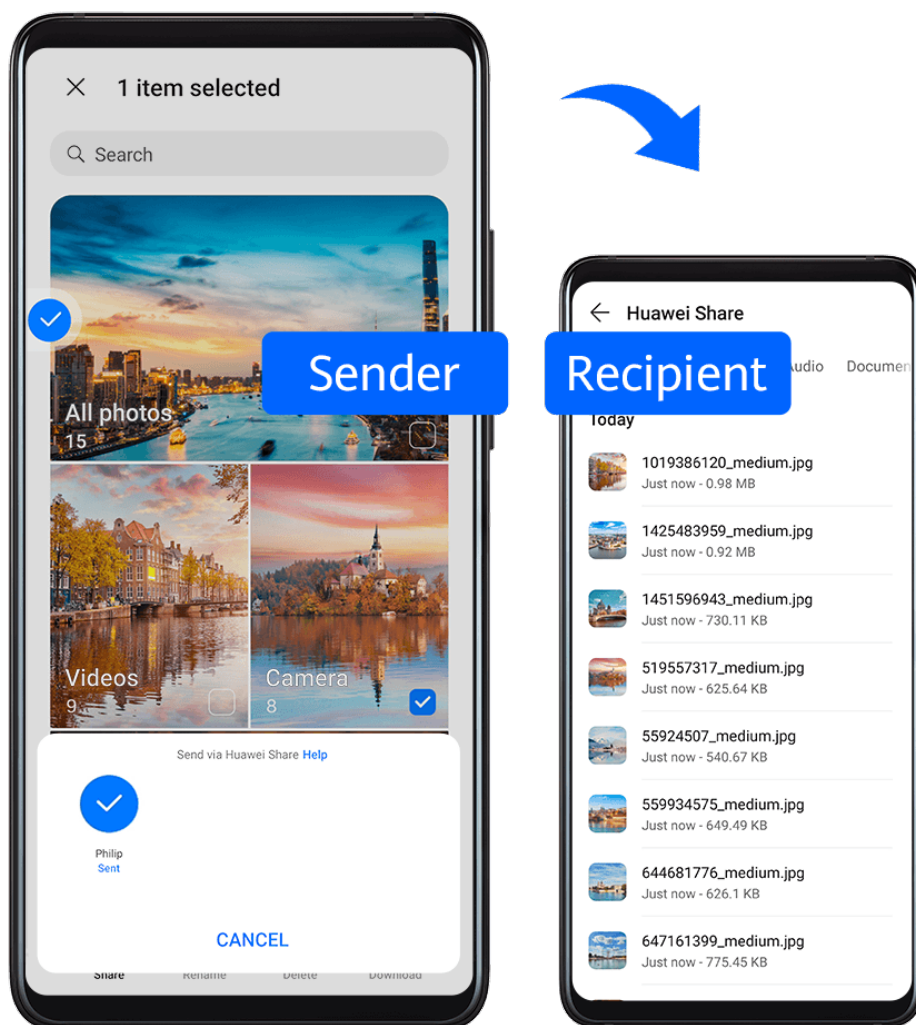 1 item selected
Search
All photos
15
Videos
9
Camera
8
Send via Huawei Share Help
Philip
Sent
CANCEL
Share Rename Delete Download
Sender
Recipient
Huawei Share
Documen
Today
1019386120_medium.jpg
Just now - 0.98 MB
1425483959_medium.jpg
Just now - 0.92 MB
1451596943_medium.jpg
Just now - 730.11 KB
519557317_medium.jpg
Just now - 625.64 KB
55924507_medium.jpg
Just now - 540.67 KB
559934575_medium.jpg
Just now - 649.49 KB
644681776_medium.jpg
Just now - 626.1 KB
647161399_medium.jpg
Just now - 775.45 KB